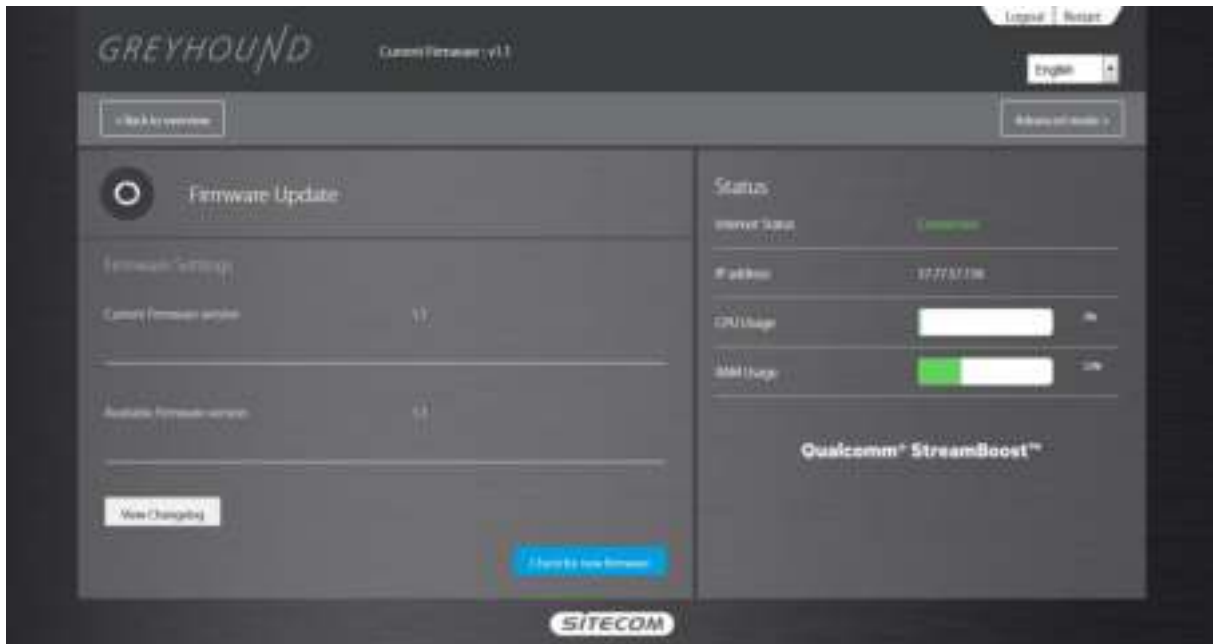 Logout Restart
GREYHOUND
Current Firmware: v1.1
English
< Back to overview
Advanced mode >
Firmware Update
Status
Internet Status
Connected
Firmware Settings
IP address
Current Firmware version 1.1
CPU Usage
RAM Usage
Available Firmware version
Qualcomm® StreamBoost™
View Changelog
Check for new firmware
SITECOM